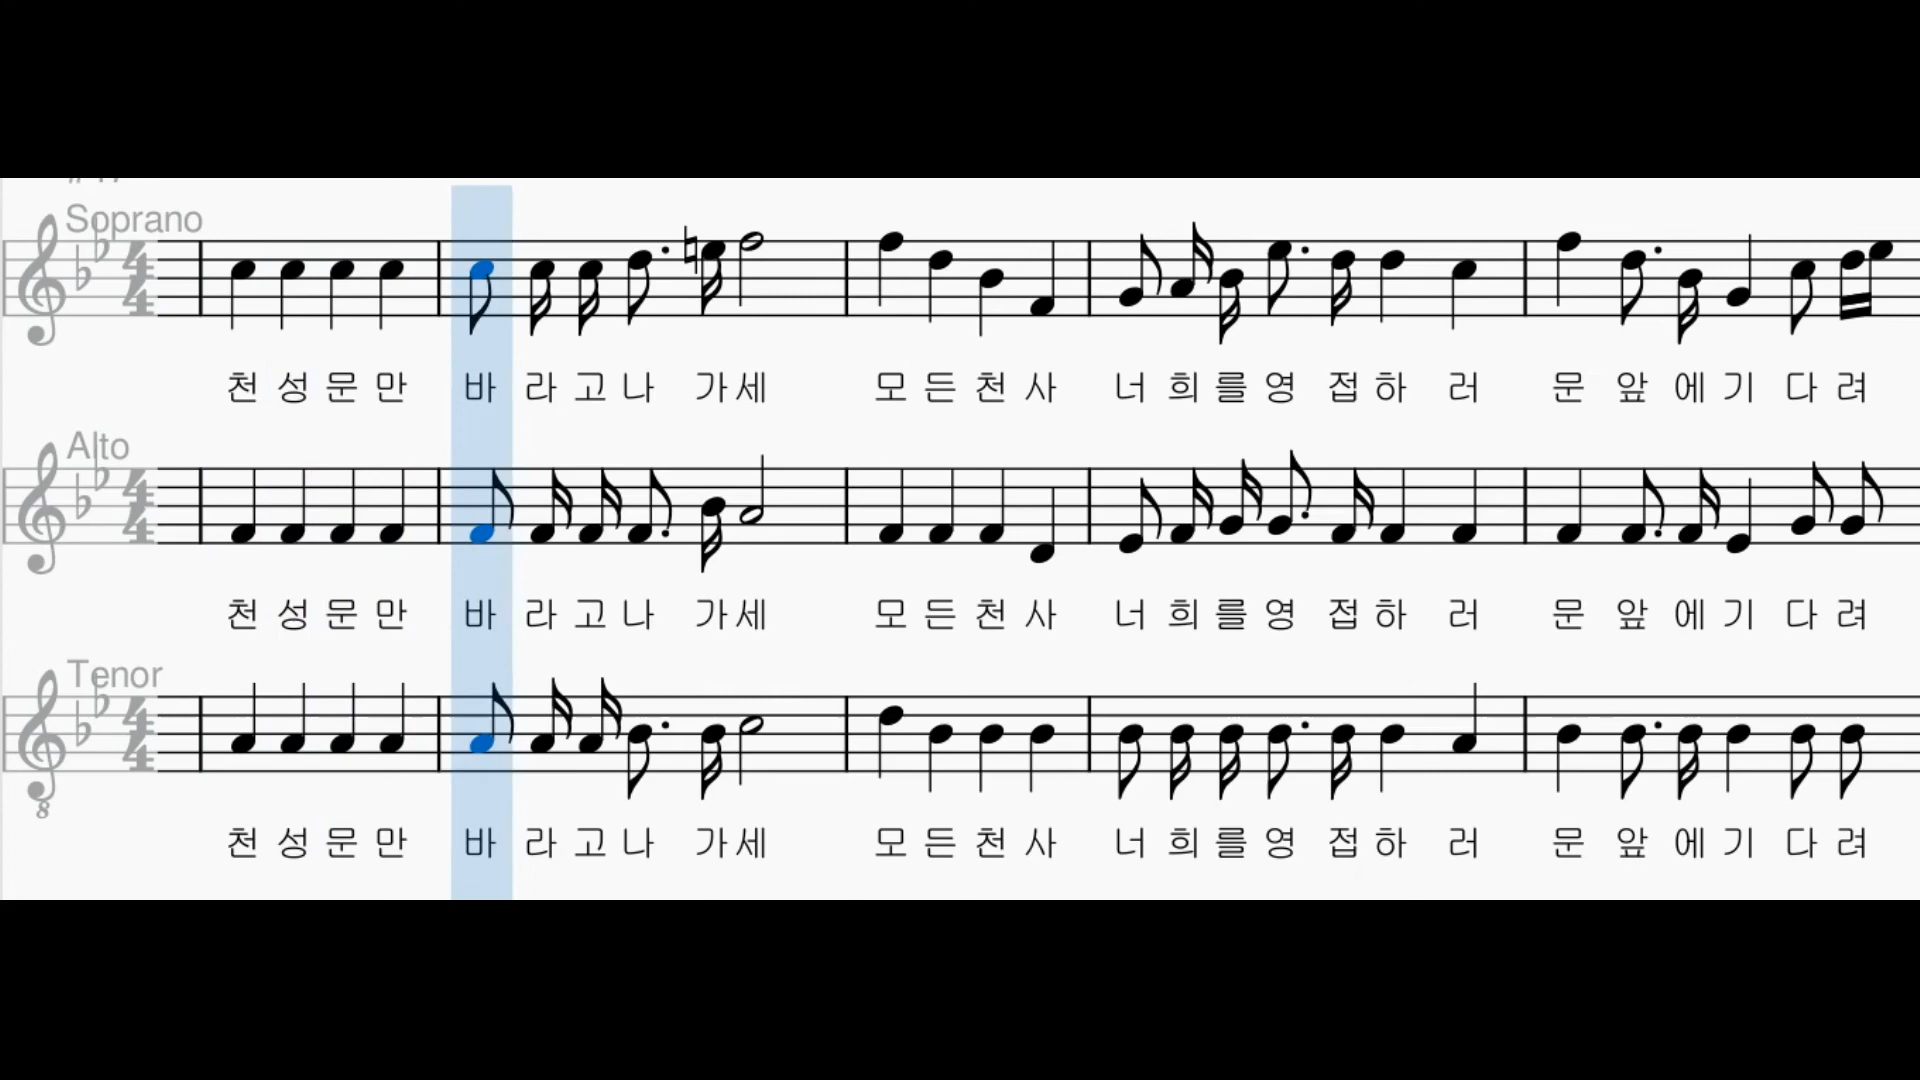 Soprano
천 성 문 만 바 라 고 나 가 세 모 든 천 사 너 희 를 영 접 하 러 문 앞 에 기 다 려
Alto
천 성 문 만 바 라 고 나 가 세 모 든 천 사 너 희 를 영 접 하 러 문 앞 에 기 다 려
Tenor
8
천 성 문 만 바 라 고 나 가 세 모 든 천 사 너 희 를 영 접 하 러 문 앞 에 기 다 려